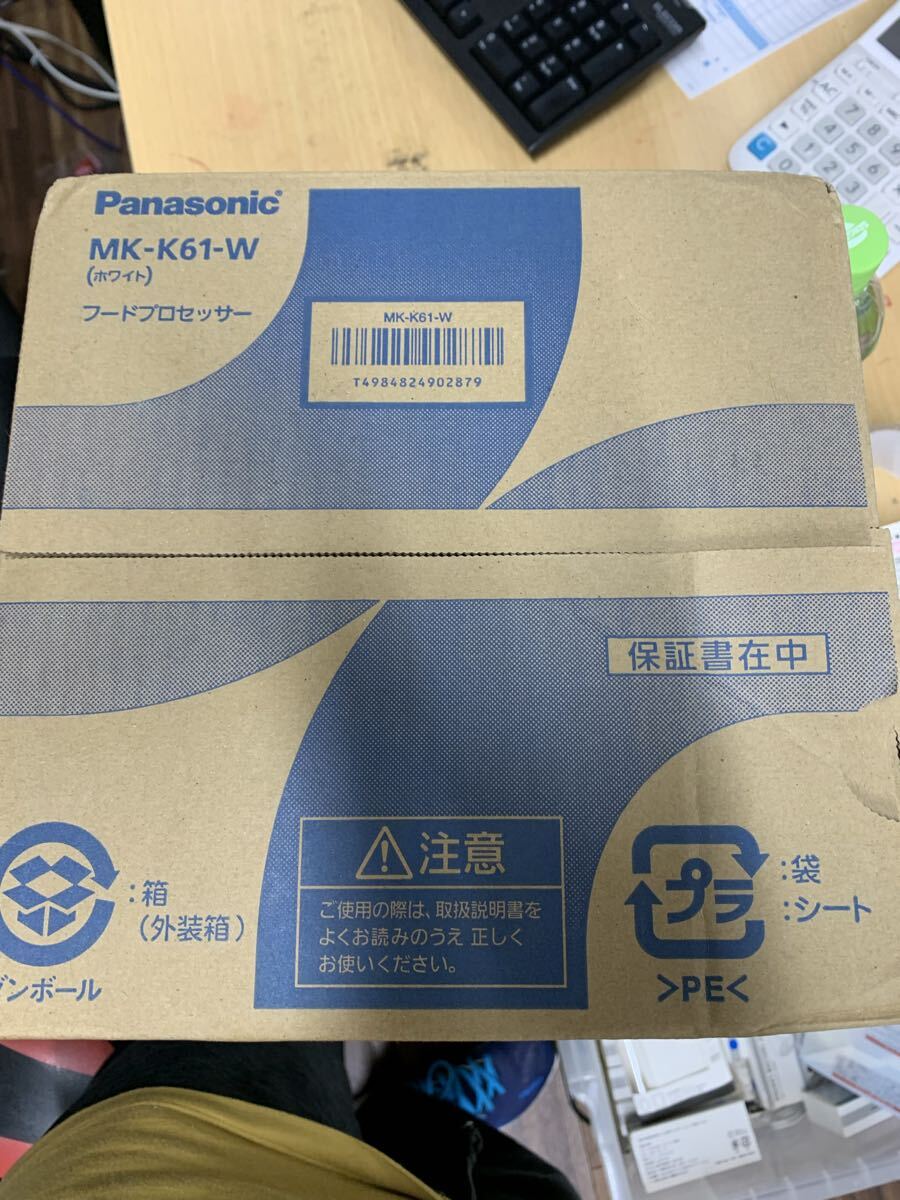 Panasonic
MK-K61-W
(ホワイト)
フードプロセッサー
MK-K61-W
T4984824902879
保証書在中
注意
ご使用の際は、取扱説明書を
よくお読みのうえ 正しく
お使いください。
:箱
(外装箱)
ダンボール
プラ
:袋
:シート
>PE<